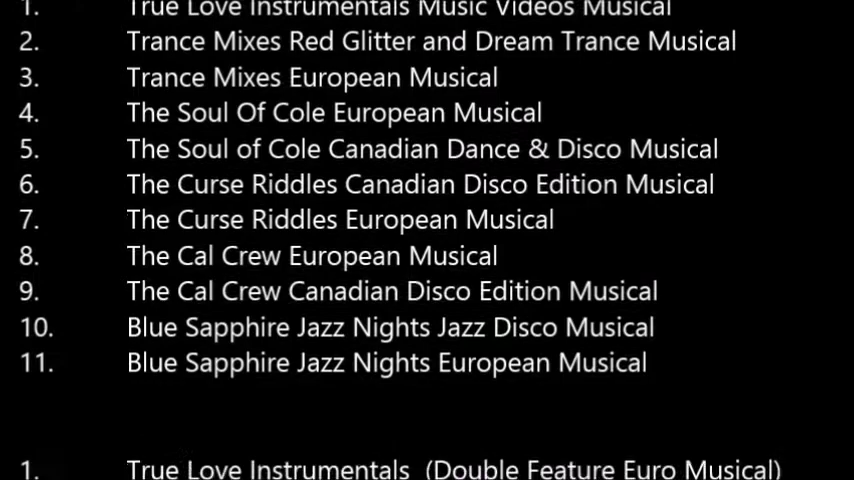 1. True Love Instrumentals Music Videos Musical
2. Trance Mixes Red Glitter and Dream Trance Musical
3. Trance Mixes European Musical
4. The Soul Of Cole European Musical
5. The Soul of Cole Canadian Dance & Disco Musical
6. The Curse Riddles Canadian Disco Edition Musical
7. The Curse Riddles European Musical
8. The Cal Crew European Musical
9. The Cal Crew Canadian Disco Edition Musical
10. Blue Sapphire Jazz Nights Jazz Disco Musical
11. Blue Sapphire Jazz Nights European Musical
1. True Love Instrumentals (Double Feature Euro Musical)